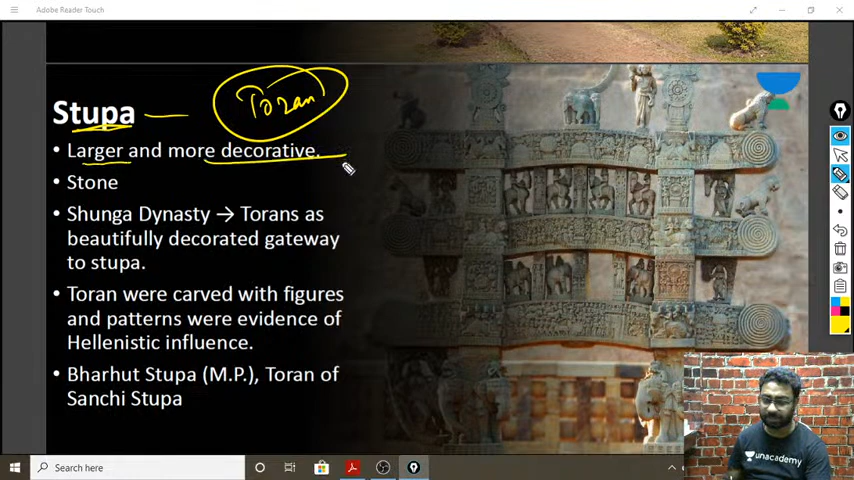 Adobe Reader Touch
Stupa
Toran
• Larger and more decorative.
• Stone
• Shunga Dynasty → Torans as
beautifully decorated gateway
to stupa.
• Toran were carved with figures
and patterns were evidence of
Hellenistic influence.
• Bharhut Stupa (M.P.), Toran of
Sanchi Stupa
unacademy
Search here